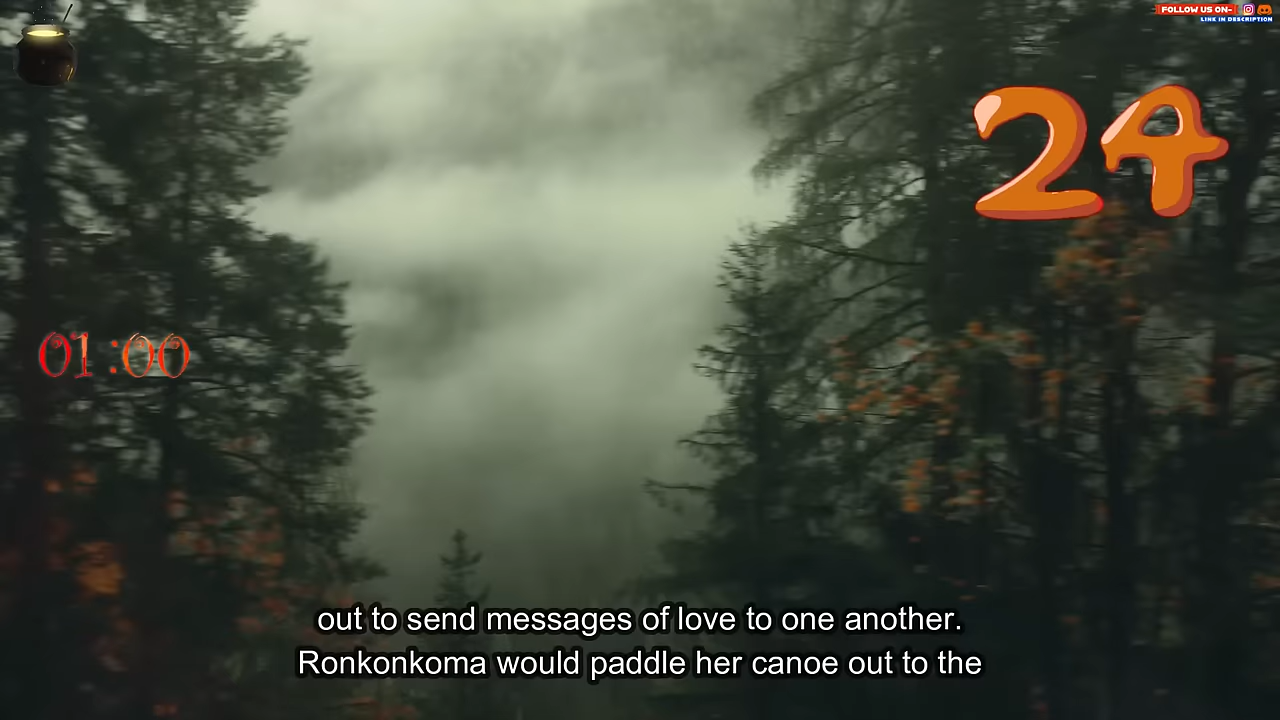 FOLLOW US ON-
LINK IN DESCRIPTION
24
01:00
out to send messages of love to one another.
Ronkonkoma would paddle her canoe out to the